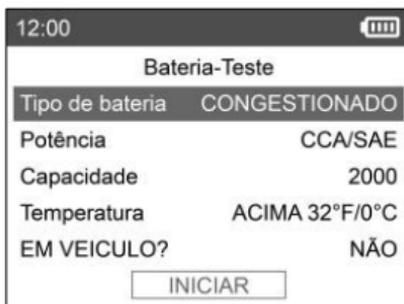 12:00
Bateria-Teste
Tipo de bateria CONGESTIONADO
Potência CCA/SAE
Capacidade 2000
Temperatura ACIMA 32°F/0°C
EM VEICULO? NÃO
INICIAR